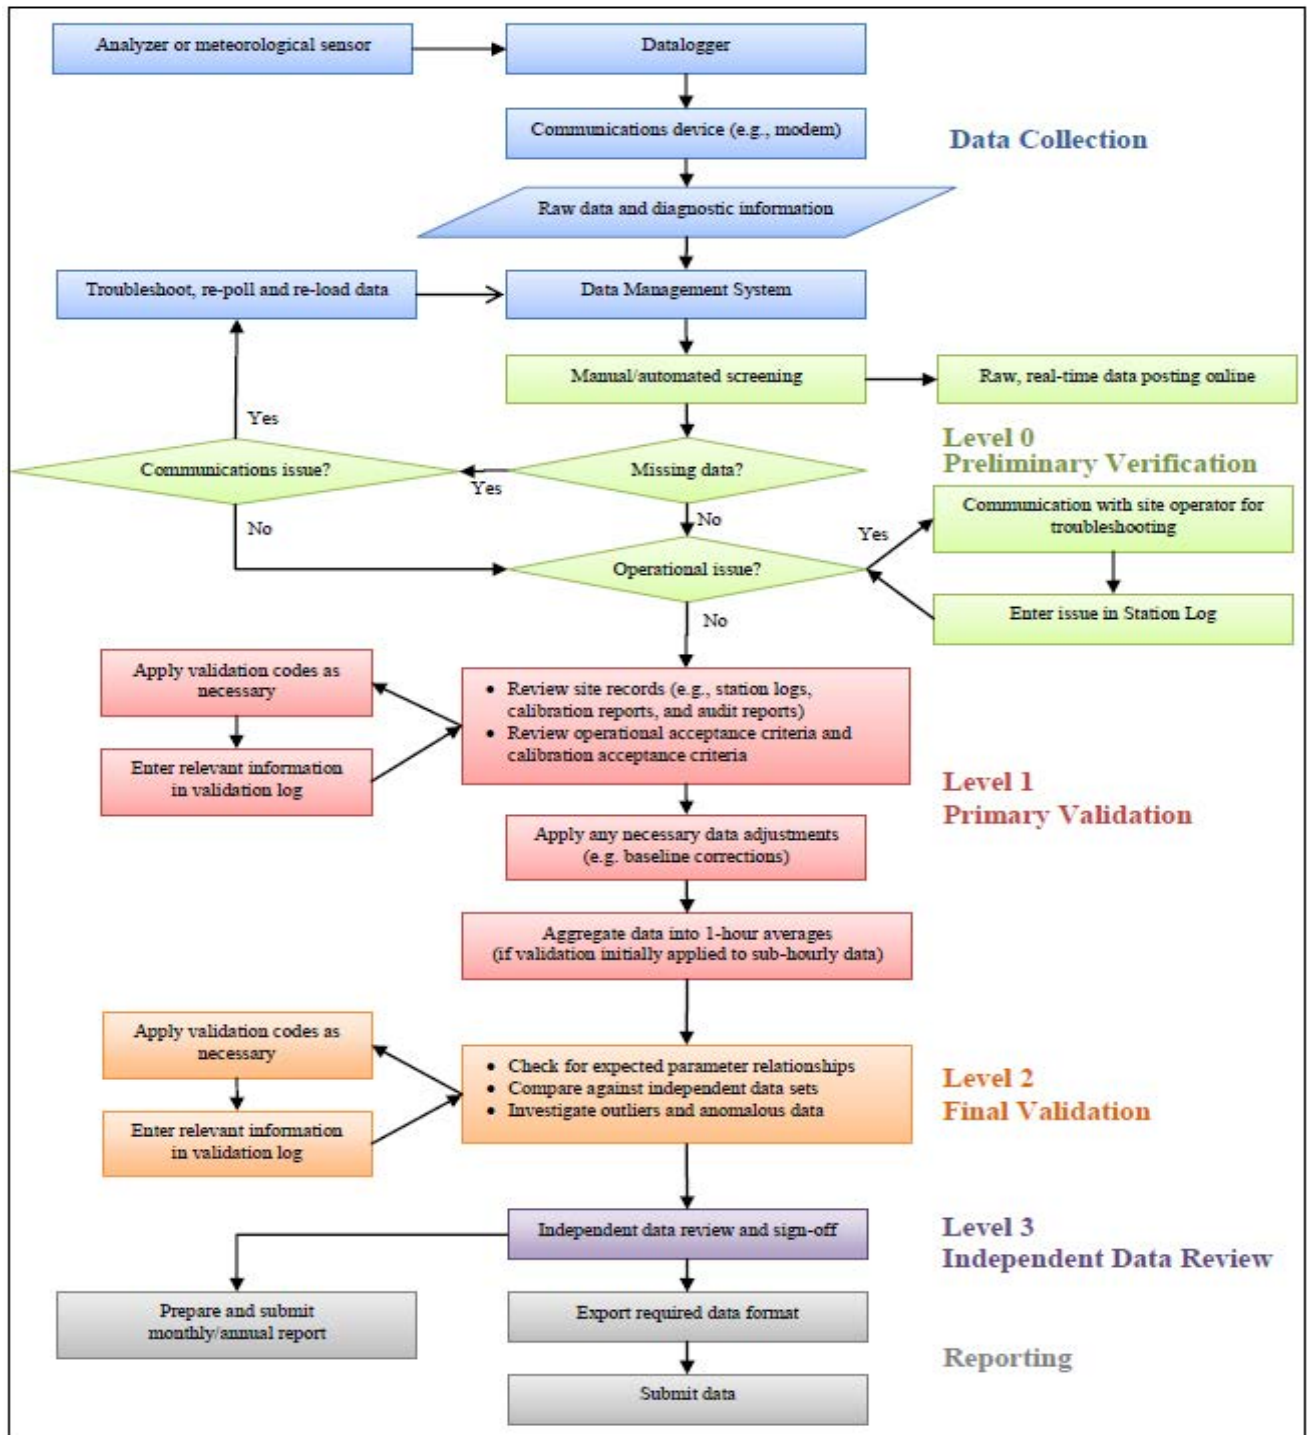 Analyzer or meteorological sensor
Datalogger
Communications device (e.g., modem)
Data Collection
Raw data and diagnostic information
Troubleshoot, re-poll and re-load data
Data Management System
Manual/automated screening
Raw, real-time data posting online
Yes
Level 0
Preliminary Verification
Communications issue?
Missing data?
Yes
Communication with site operator for
troubleshooting
No
No
Yes
Operational issue?
Enter issue in Station Log
No
Apply validation codes as
necessary
• Review site records (e.g., station logs,
calibration reports, and audit reports)
• Review operational acceptance criteria and
calibration acceptance criteria
Enter relevant information
in validation log
Level 1
Primary Validation
Apply any necessary data adjustments
(e.g. baseline corrections)
Aggregate data into 1-hour averages
(if validation initially applied to sub-hourly data)
Apply validation codes as
necessary
• Check for expected parameter relationships
• Compare against independent data sets
• Investigate outliers and anomalous data
Level 2
Final Validation
Enter relevant information
in validation log
Independent data review and sign-off
Level 3
Independent Data Review
Prepare and submit
monthly/annual report
Export required data format
Reporting
Submit data